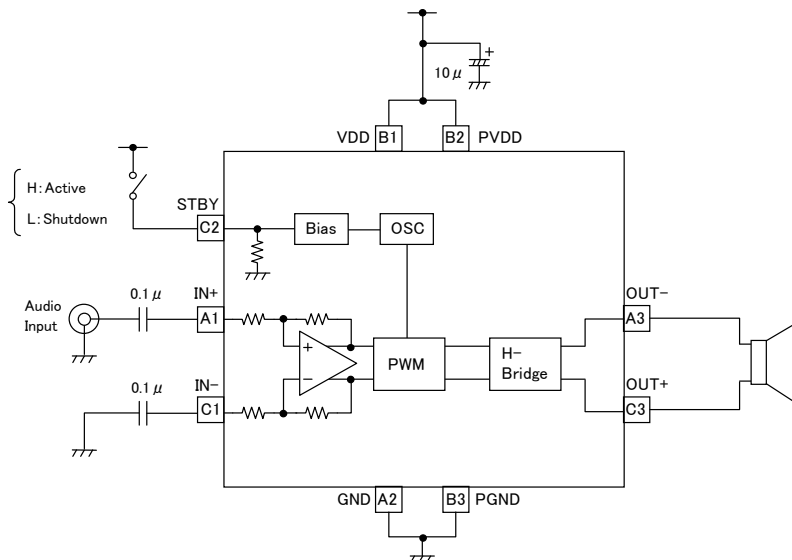 +
10μ
VDD B1 B2 PVDD
H:Active
L:Shutdown
STBY
C2
Bias
OSC
Audio
Input
0.1μ
IN+
A1
+
−
PWM
H-
Bridge
OUT-
A3
0.1μ
IN-
C1
OUT+
C3
GND A2 B3 PGND